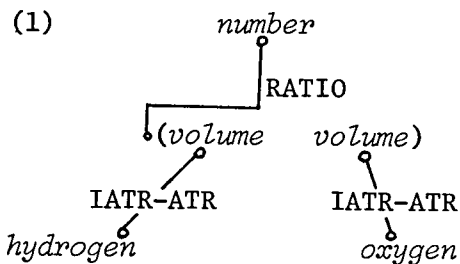 (1) number
RATIO
(volume volume)
IATR-ATR IATR-ATR
hydrogen oxygen